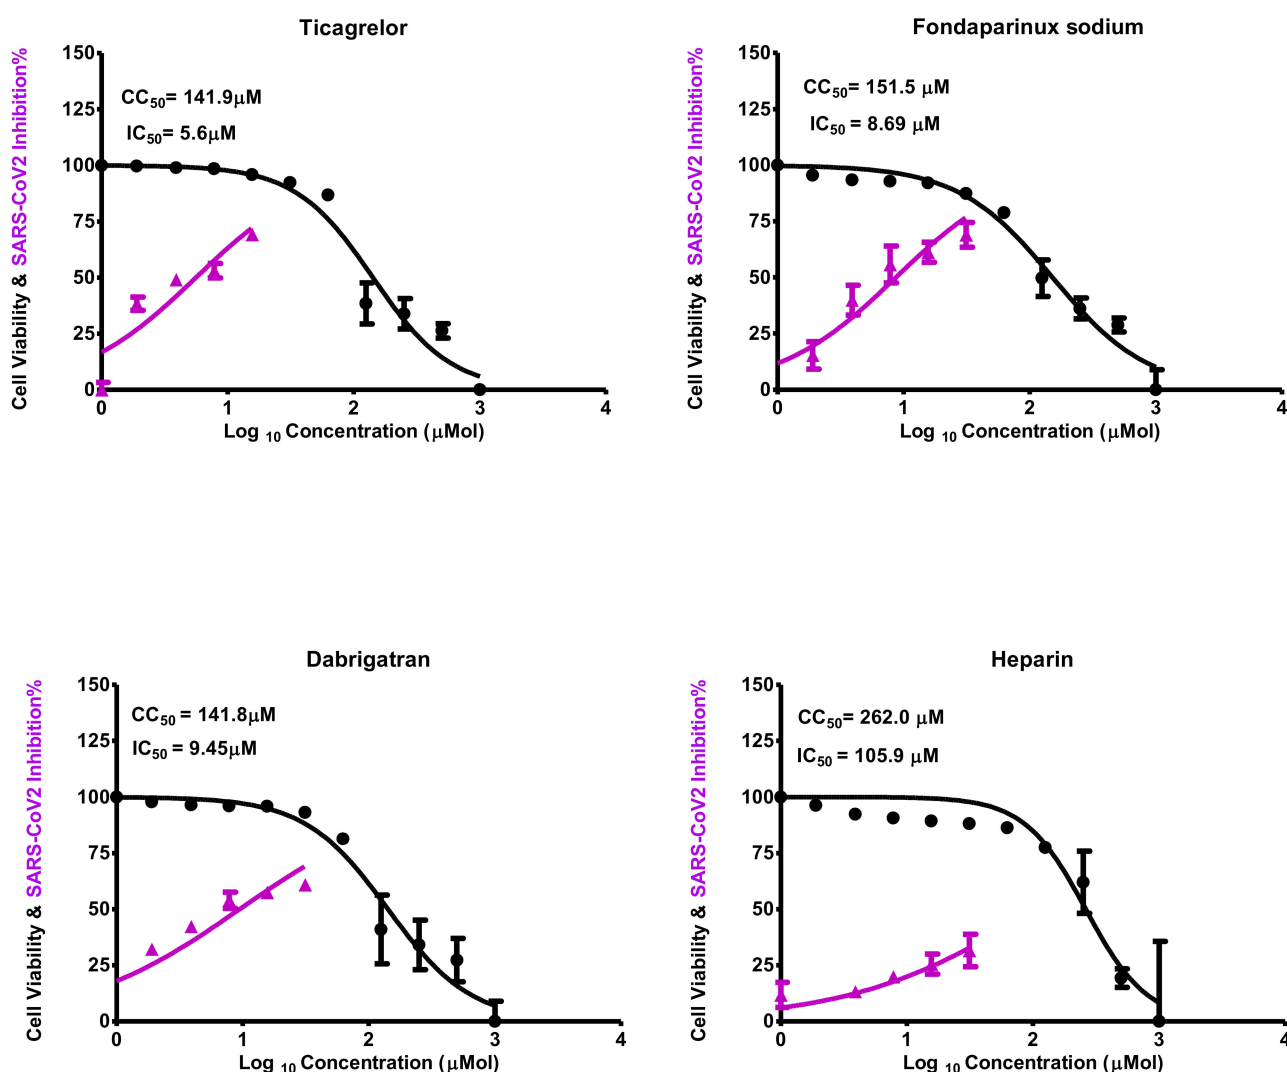 Ticagrelor
Cell Viability & SARS-CoV2 Inhibition%
150
125
100
75
50
25
0
CC50= 141.9μM
IC50= 5.6μM
0 1 2 3 4
Log 10 Concentration (μMol)
Fondaparinux sodium
Cell Viability & SARS-CoV2 Inhibition%
150
125
100
75
50
25
0
CC50= 151.5 μM
IC50 = 8.69 μM
0 1 2 3 4
Log 10 Concentration (μMol)
Dabrigatran
Cell Viability & SARS-CoV2 Inhibition%
150
125
100
75
50
25
0
CC50 = 141.8μM
IC50 = 9.45μM
0 1 2 3 4
Log 10 Concentration (μMol)
Heparin
Cell Viability & SARS-CoV2 Inhibition%
150
125
100
75
50
25
0
CC50= 262.0 μM
IC50 = 105.9 μM
0 1 2 3 4
Log 10 Concentration (μMol)